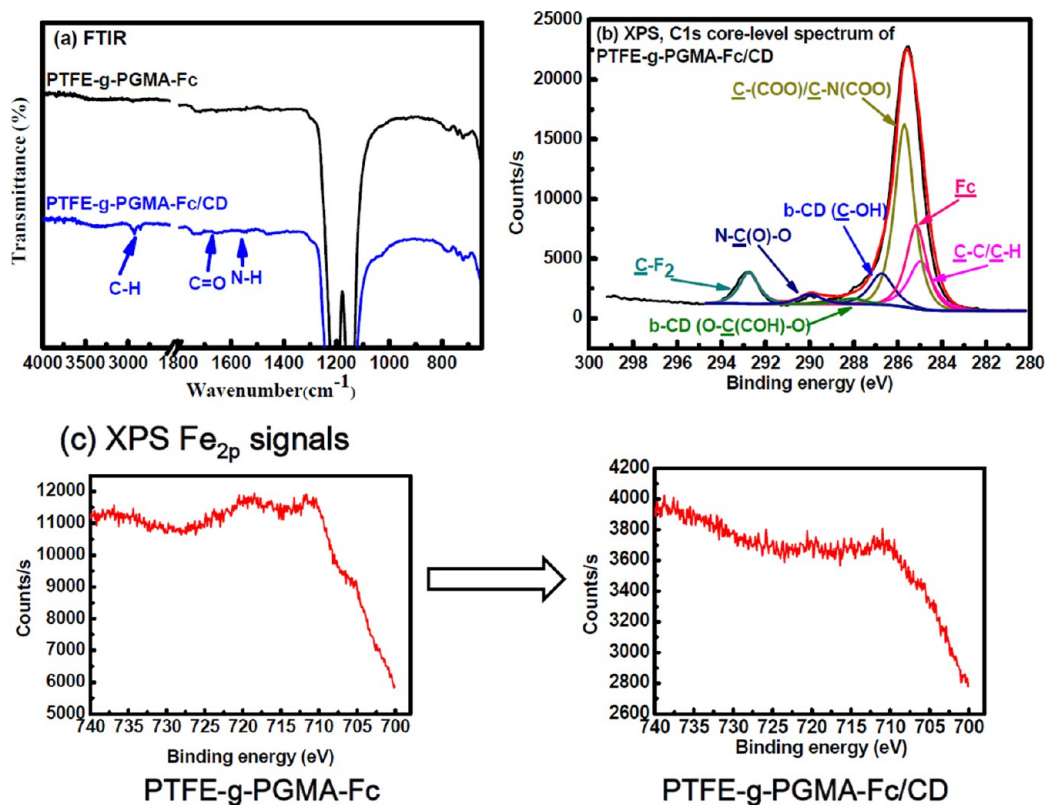 (a) FTIR
PTFE-g-PGMA-Fc
PTFE-g-PGMA-Fc/CD
C-H
C=O
N-H
Transmittance (%)
4000 3500 3000 1800 1600 1400 1200 1000 800
Wavenumber(cm-1)
(b) XPS, C1s core-level spectrum of
PTFE-g-PGMA-Fc/CD
C-(COO)/C-N(COO)
Fc
b-CD (C-OH)
N-C(O)-O
C-C/C-H
C-F2
b-CD (O-C(COH)-O)
Counts/s
25000
20000
15000
10000
5000
0
298 296 294 292 290 288 286 284 282 280
Binding energy (eV)
(c) XPS Fe2p signals
Counts/s
12000
11000
10000
9000
8000
7000
6000
5000
740 735 730 725 720 715 710 705 700
Binding energy (eV)
PTFE-g-PGMA-Fc
Counts/s
4200
4000
3800
3600
3400
3200
3000
2800
2600
740 735 730 725 720 715 710 705 700
Binding energy (eV)
PTFE-g-PGMA-Fc/CD